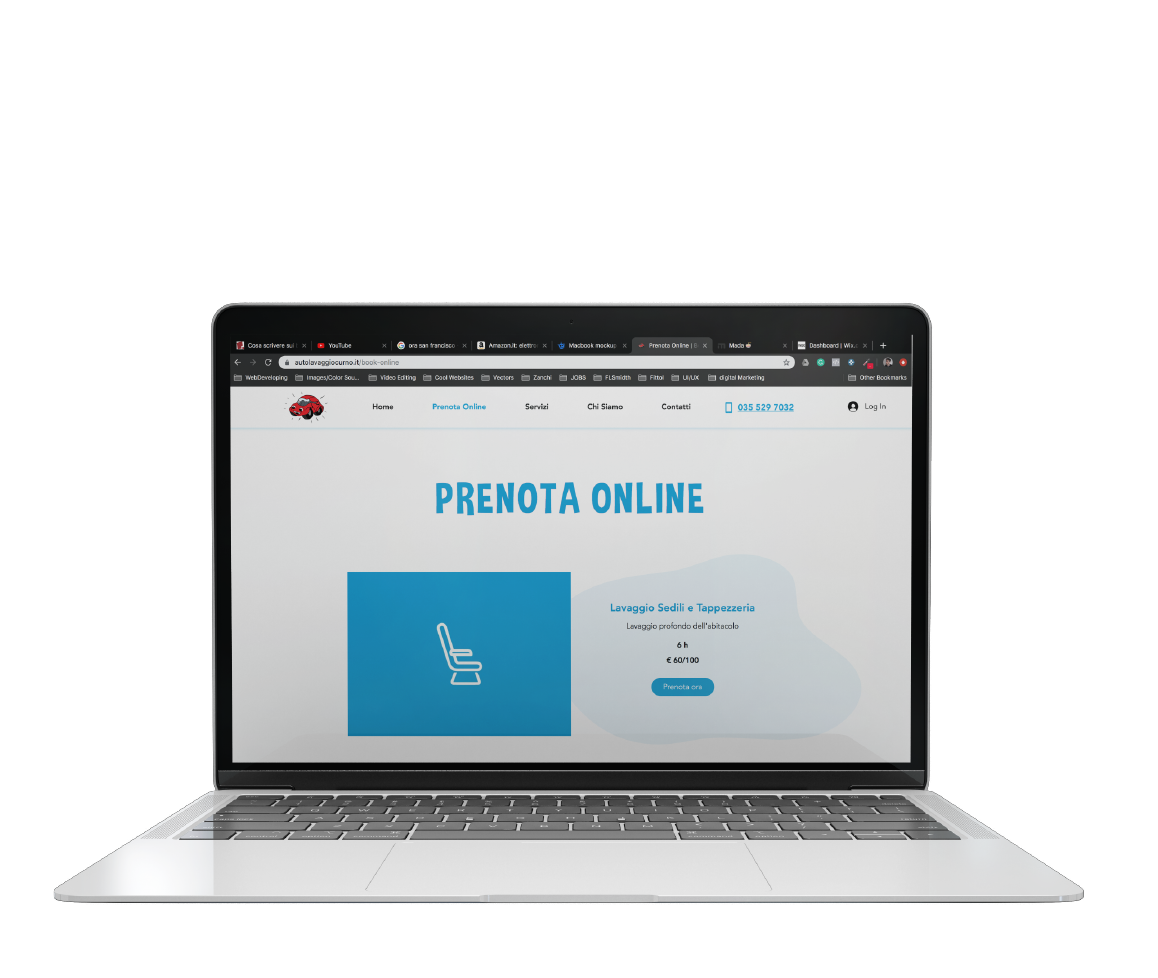 Cosa scrivere sui
YouTube
ora san francisco
Amazon.it: elettro
Macbook mockup
Prenota Online |
Mada
Dashboard | Wix.c
autolavaggiocurno.it/book-online
WebDeveloping
Images/Color Sou...
Video Editing
Cool Websites
Vectors
Zanchi
JOBS
FLSmidth
Fittoi
UI/UX
digital Marketing
Other Bookmarks
Home
Prenota Online
Servizi
Chi Siamo
Contatti
035 529 7032
Log In
PRENOTA ONLINE
Lavaggio Sedili e Tappezzeria
Lavaggio profondo dell'abitacolo
6 h
€ 60/100
Prenota ora